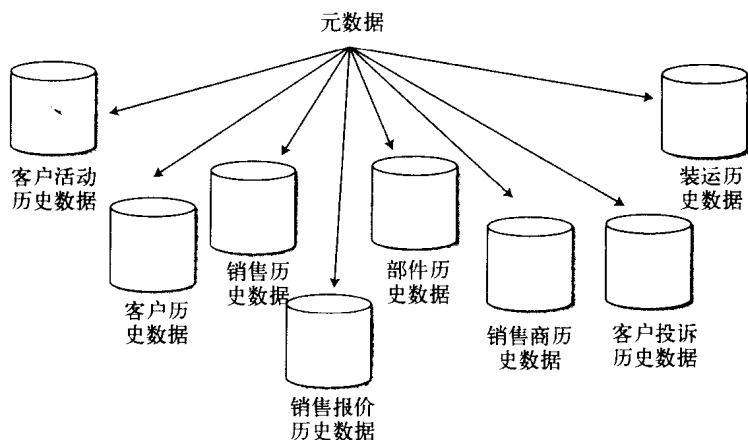 元数据
客户活动
历史数据
客户历
史数据
销售历
史数据
销售报价
历史数据
部件历
史数据
销售商历
史数据
客户投诉
历史数据
装运历
史数据